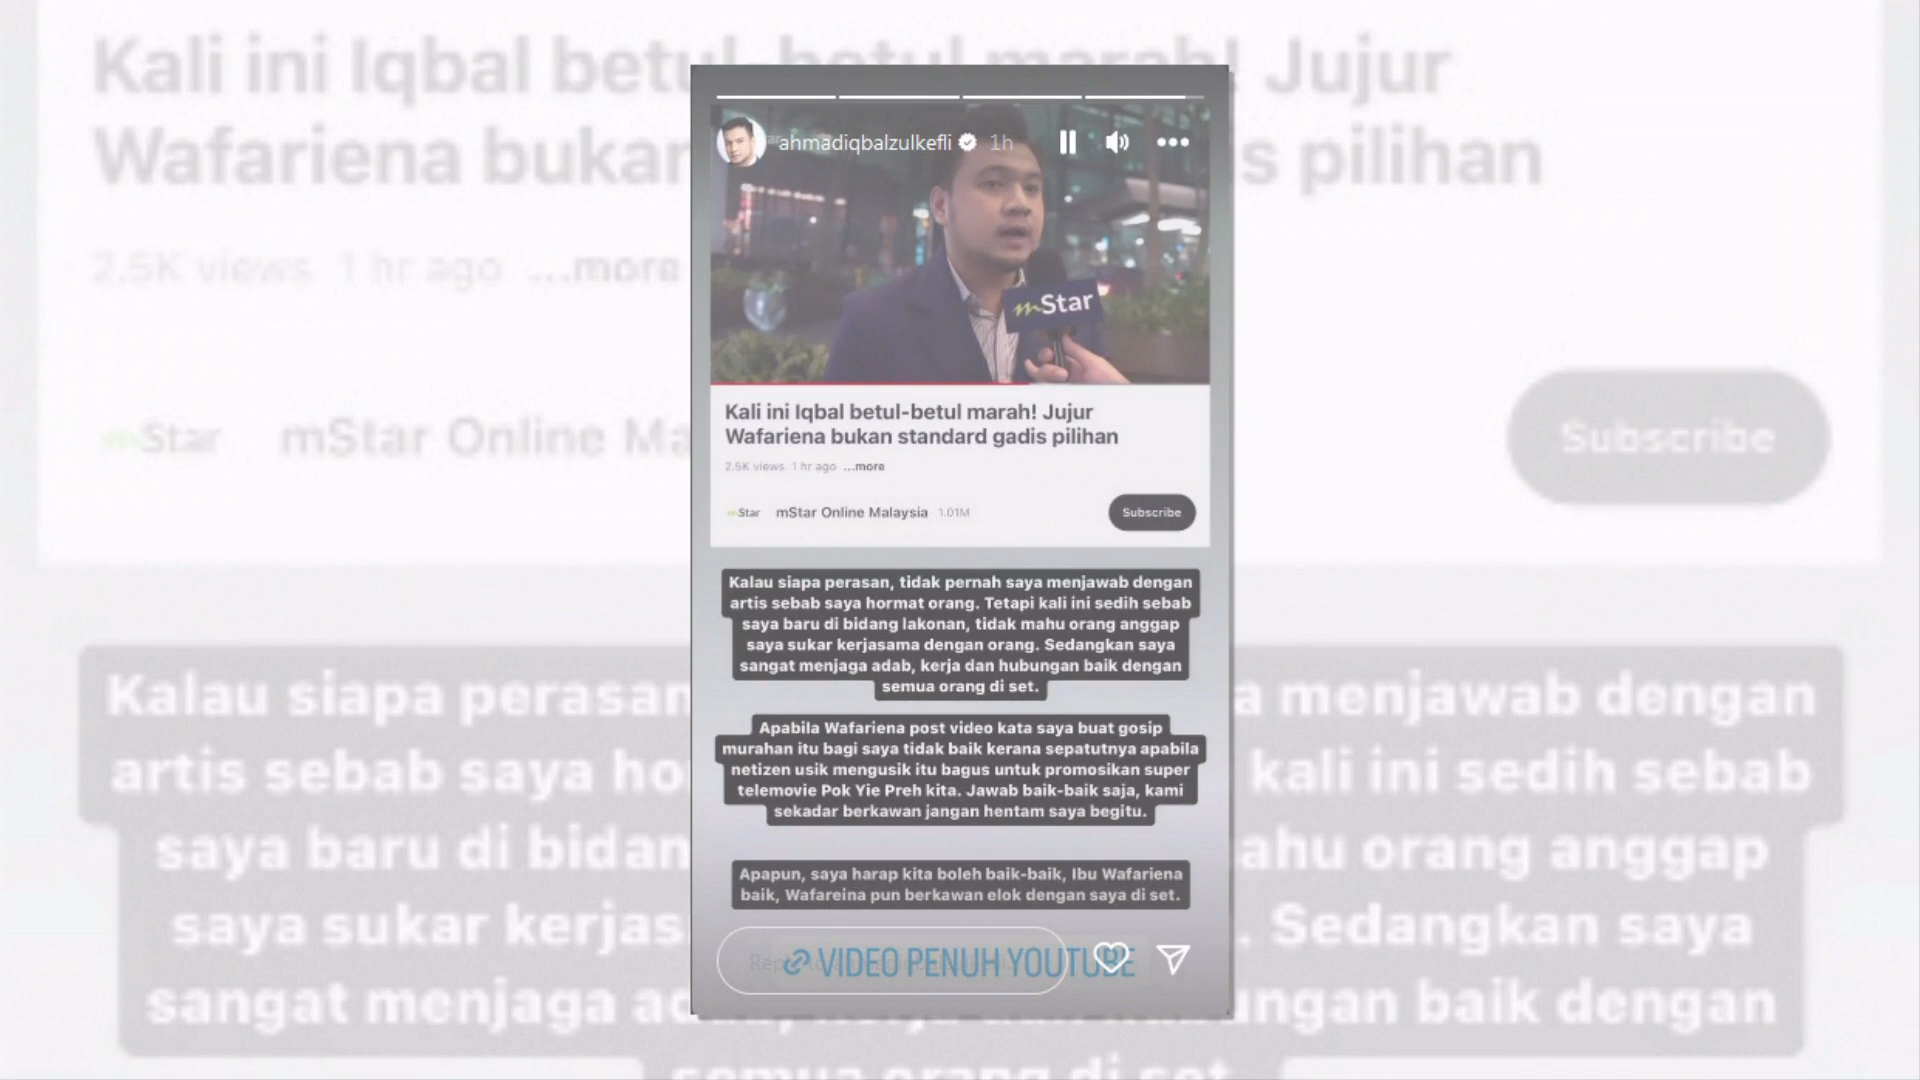 Kali ini Iqbal betul-betul marah! Jujur
Wafariena bukan s pilihan
2.5K views 1 hr ago ...more
mStar mStar Online Ma
Subscribe
ahmadiqbalzulkefli 1h
mStar
Kali ini Iqbal betul-betul marah! Jujur
Wafariena bukan standard gadis pilihan
2.5K views 1 hr ago ...more
mStar mStar Online Malaysia 1.01M
Subscribe
Kalau siapa perasan, tidak pernah saya menjawab dengan
artis sebab saya hormat orang. Tetapi kali ini sedih sebab
saya baru di bidang lakonan, tidak mahu orang anggap
saya sukar kerjasama dengan orang. Sedangkan saya
sangat menjaga adab, kerja dan hubungan baik dengan
semua orang di set.
Apabila Wafariena post video kata saya buat gosip
murahan itu bagi saya tidak baik kerana sepatutnya apabila
netizen usik mengusik itu bagus untuk promosikan super
telemovie Pok Yie Preh kita. Jawab baik-baik saja, kami
sekadar berkawan jangan hentam saya begitu.
Apapun, saya harap kita boleh baik-baik, Ibu Wafariena
baik, Wafareina pun berkawan elok dengan saya di set.
VIDEO PENUH YOUTUBE
Kalau siapa perasan a menjawab dengan
artis sebab saya ho kali ini sedih sebab
saya baru di bidan ahu orang anggap
saya sukar kerjas . Sedangkan saya
sangat menjaga a ungan baik dengan
semua orang di set.